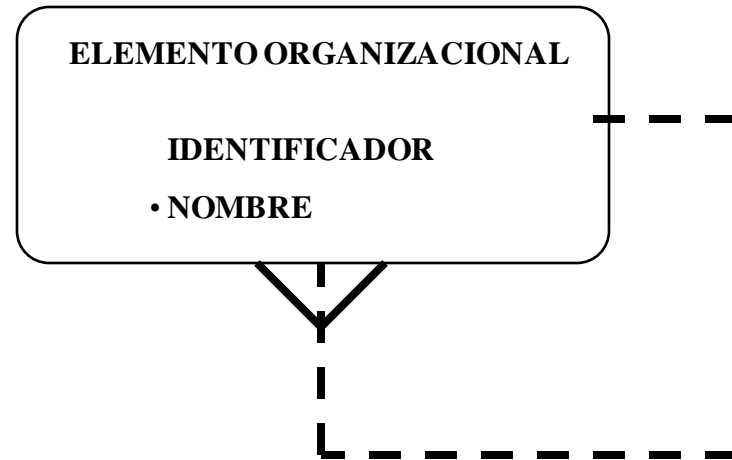 ELEMENTO ORGANIZACIONAL
IDENTIFICADOR
• NOMBRE